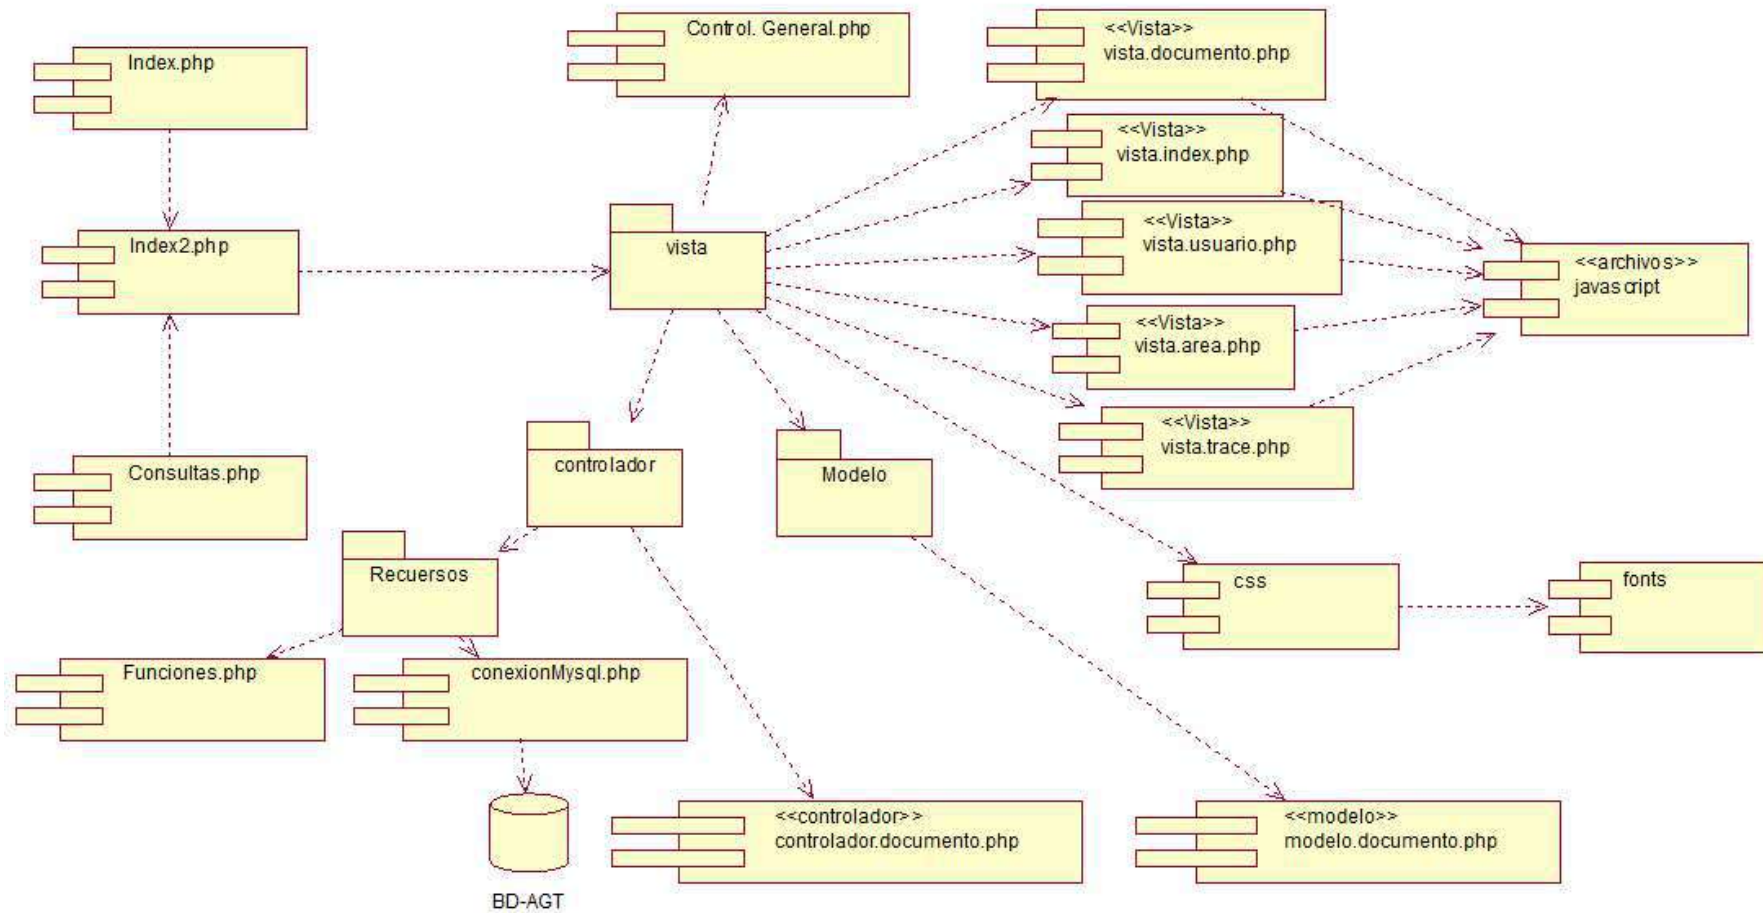 Index.php
Control. General.php
<<Vista>>
vista.documento.php
<<Vista>>
vista.index.php
Index2.php
vista
<<Vista>>
vista.usuario.php
<<archivos>>
javascript
<<Vista>>
vista.area.php
<<Vista>>
vista.trace.php
Consultas.php
controlador
Modelo
Recuersos
css
fonts
Funciones.php
conexionMysql.php
<<controlador>>
controlador.documento.php
<<modelo>>
modelo.documento.php
BD-AGT